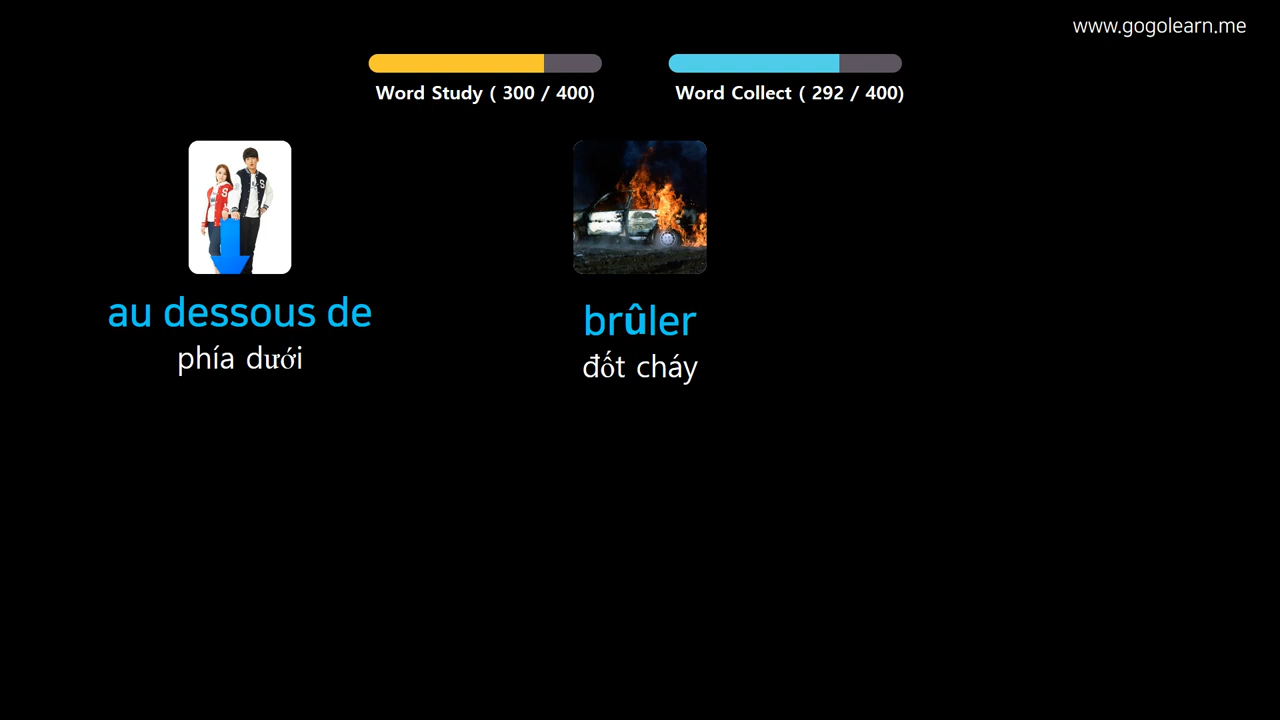 www.gogolearn.me
Word Study ( 300 / 400)
Word Collect ( 292 / 400)
au dessous de
phía dưới
brûler
đốt cháy